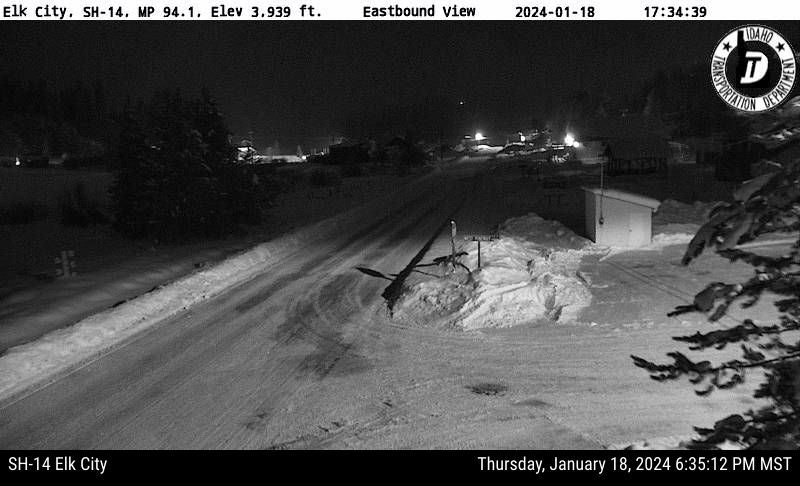 Elk City, SH-14, MP 94.1, Elev 3,939 ft. Eastbound View 2024-01-18 17:34:39
IDAHO
TRANSPORTATION DEPARTMENT
SH-14 Elk City Thursday, January 18, 2024 6:35:12 PM MST